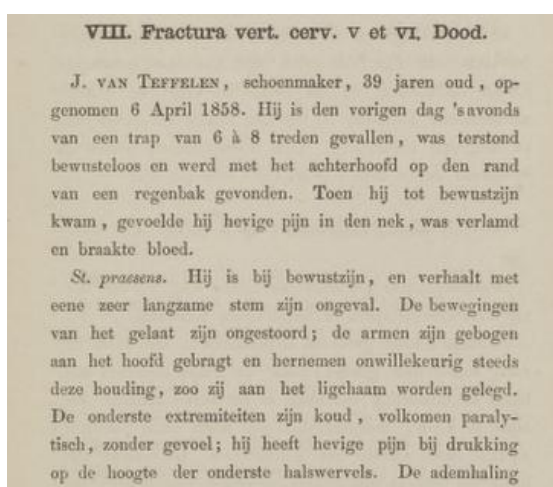 VIII. Fractura vert. cerv. V et VI. Dood.
J. VAN TEFFELEN, schoenmaker, 39 jaren oud, op-
genomen 6 April 1858. Hij is den vorigen dag 's avonds
van een trap van 6 à 8 treden gevallen, was terstond
bewusteloos en werd met het achterhoofd op den rand
van een regenbak gevonden. Toen hij tot bewustzijn
kwam, gevoelde hij hevige pijn in den nek, was verlamd
en braakte bloed.
St. praesens. Hij is bij bewustzijn, en verhaalt met
eene zeer langzame stem zijn ongeval. De bewegingen
van het gelaat zijn ongestoord; de armen zijn gebogen
aan het hoofd gebragt en hernemen onwillekeurig steeds
deze houding, zoo zij aan het ligchaam worden gelegd.
De onderste extremiteiten zijn koud, volkomen paraly-
tisch, zonder gevoel; hij heeft hevige pijn bij drukking
op de hoogte der onderste halswervels. De ademhaling